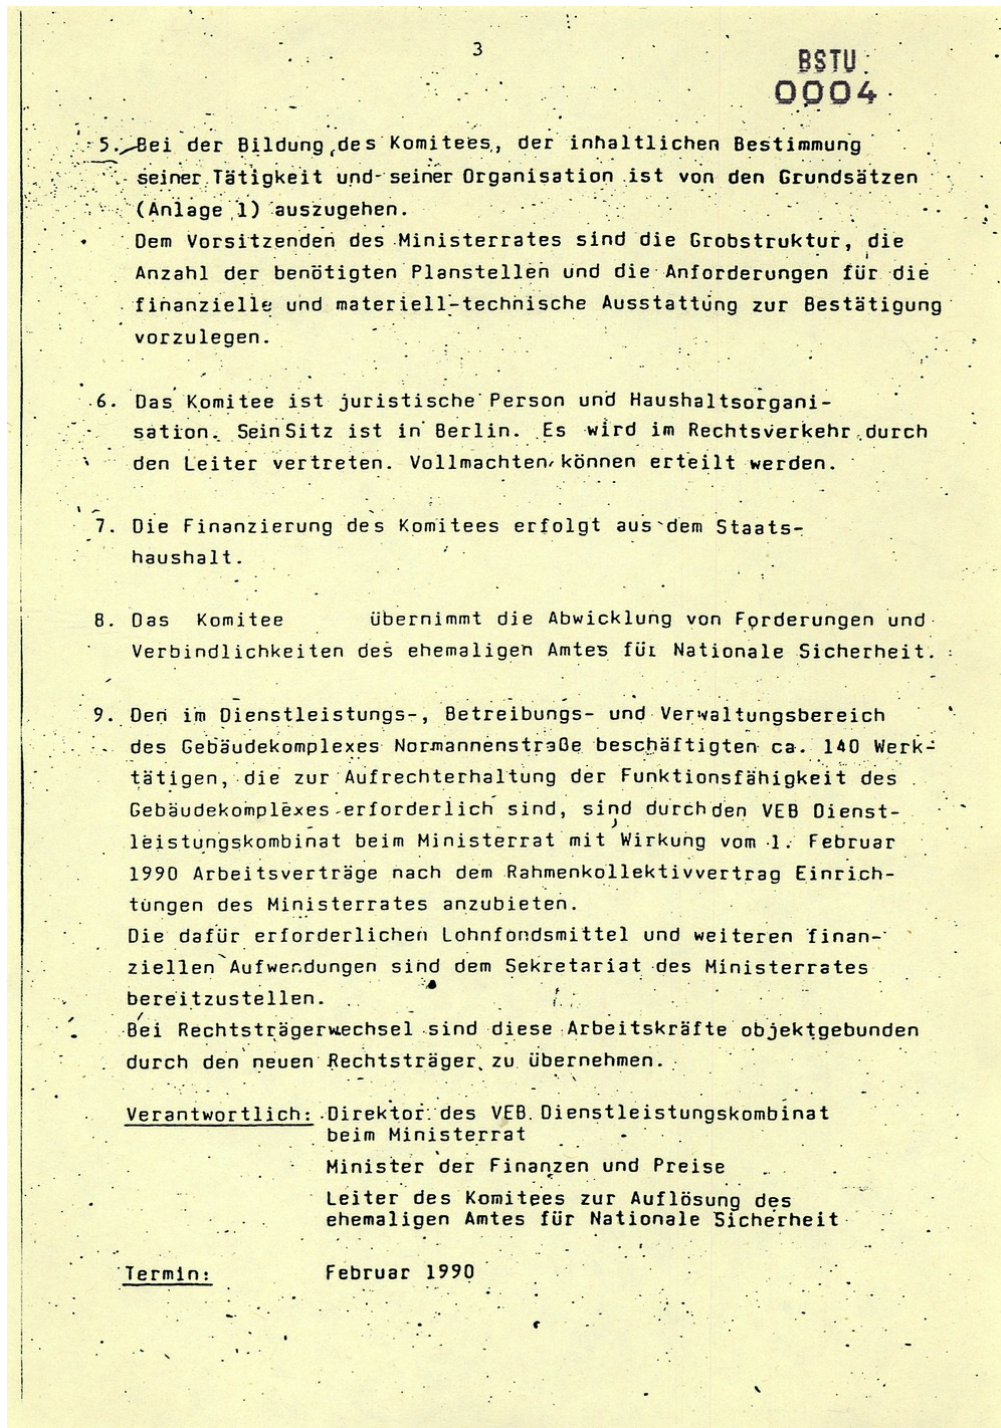 3
BSTU
0004
5. Bei der Bildung des Komitees, der inhaltlichen Bestimmung
seiner Tätigkeit und seiner Organisation ist von den Grundsätzen
(Anlage 1) auszugehen.
Dem Vorsitzenden des Ministerrates sind die Grobstruktur, die
Anzahl der benötigten Planstellen und die Anforderungen für die
finanzielle und materiell-technische Ausstattung zur Bestätigung
vorzulegen.
6. Das Komitee ist juristische Person und Haushaltsorgani-
sation. Sein Sitz ist in Berlin. Es wird im Rechtsverkehr durch
den Leiter vertreten. Vollmachten können erteilt werden.
7. Die Finanzierung des Komitees erfolgt aus dem Staats-
haushalt.
8. Das Komitee übernimmt die Abwicklung von Forderungen und
Verbindlichkeiten des ehemaligen Amtes für Nationale Sicherheit.
9. Den im Dienstleistungs-, Betreibungs- und Verwaltungsbereich
des Gebäudekomplexes Normannenstraße beschäftigten ca. 140 Werk-
tätigen, die zur Aufrechterhaltung der Funktionsfähigkeit des
Gebäudekomplexes erforderlich sind, sind durch den VEB Dienst-
leistungskombinat beim Ministerrat mit Wirkung vom 1. Februar
1990 Arbeitsverträge nach dem Rahmenkollektivvertrag Einrich-
tungen des Ministerrates anzubieten.
Die dafür erforderlichen Lohnfondsmittel und weiteren finan-
ziellen Aufwendungen sind dem Sekretariat des Ministerrates
bereitzustellen.
Bei Rechtsträgerwechsel sind diese Arbeitskräfte objektgebunden
durch den neuen Rechtsträger zu übernehmen.
Verantwortlich: Direktor des VEB Dienstleistungskombinat
beim Ministerrat
Minister der Finanzen und Preise
Leiter des Komitees zur Auflösung des
ehemaligen Amtes für Nationale Sicherheit
Termin: Februar 1990